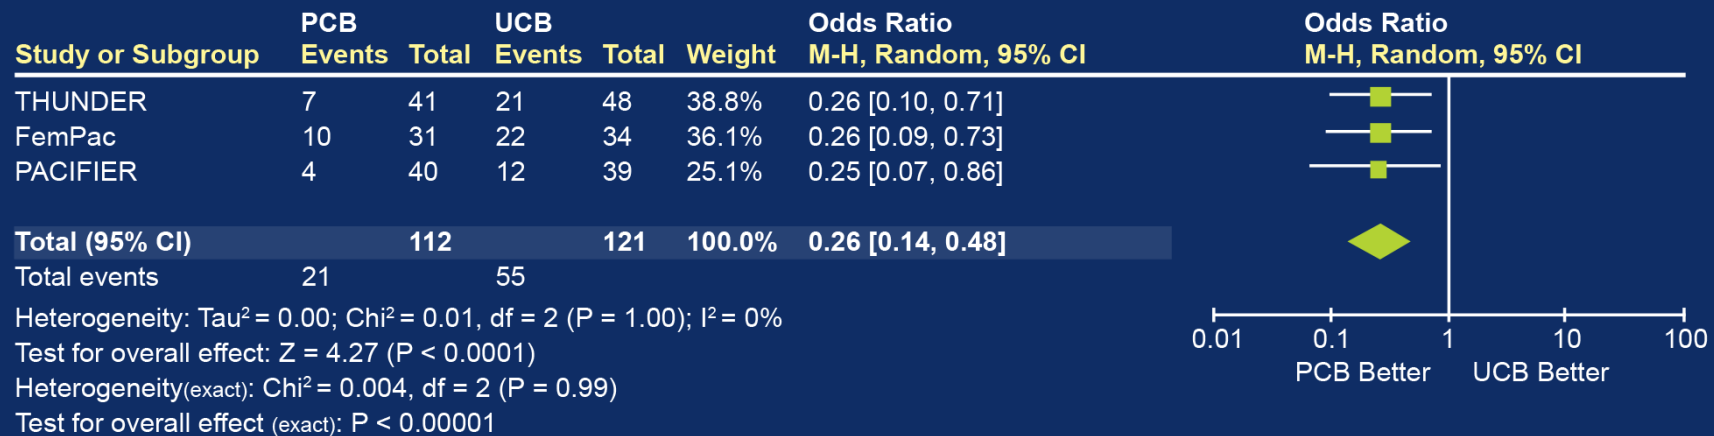 PCB UCB Odds Ratio Odds Ratio
Study or Subgroup Events Total Events Total Weight M-H, Random, 95% CI M-H, Random, 95% CI
THUNDER 7 41 21 48 38.8% 0.26 [0.10, 0.71]
FemPac 10 31 22 34 36.1% 0.26 [0.09, 0.73]
PACIFIER 4 40 12 39 25.1% 0.25 [0.07, 0.86]
Total (95% CI) 112 121 100.0% 0.26 [0.14, 0.48]
Total events 21 55
Heterogeneity: Tau² = 0.00; Chi² = 0.01, df = 2 (P = 1.00); I² = 0%
Test for overall effect: Z = 4.27 (P < 0.0001)
Heterogeneity(exact): Chi² = 0.004, df = 2 (P = 0.99)
Test for overall effect (exact): P < 0.00001
0.01 0.1 1 10 100
PCB Better UCB Better